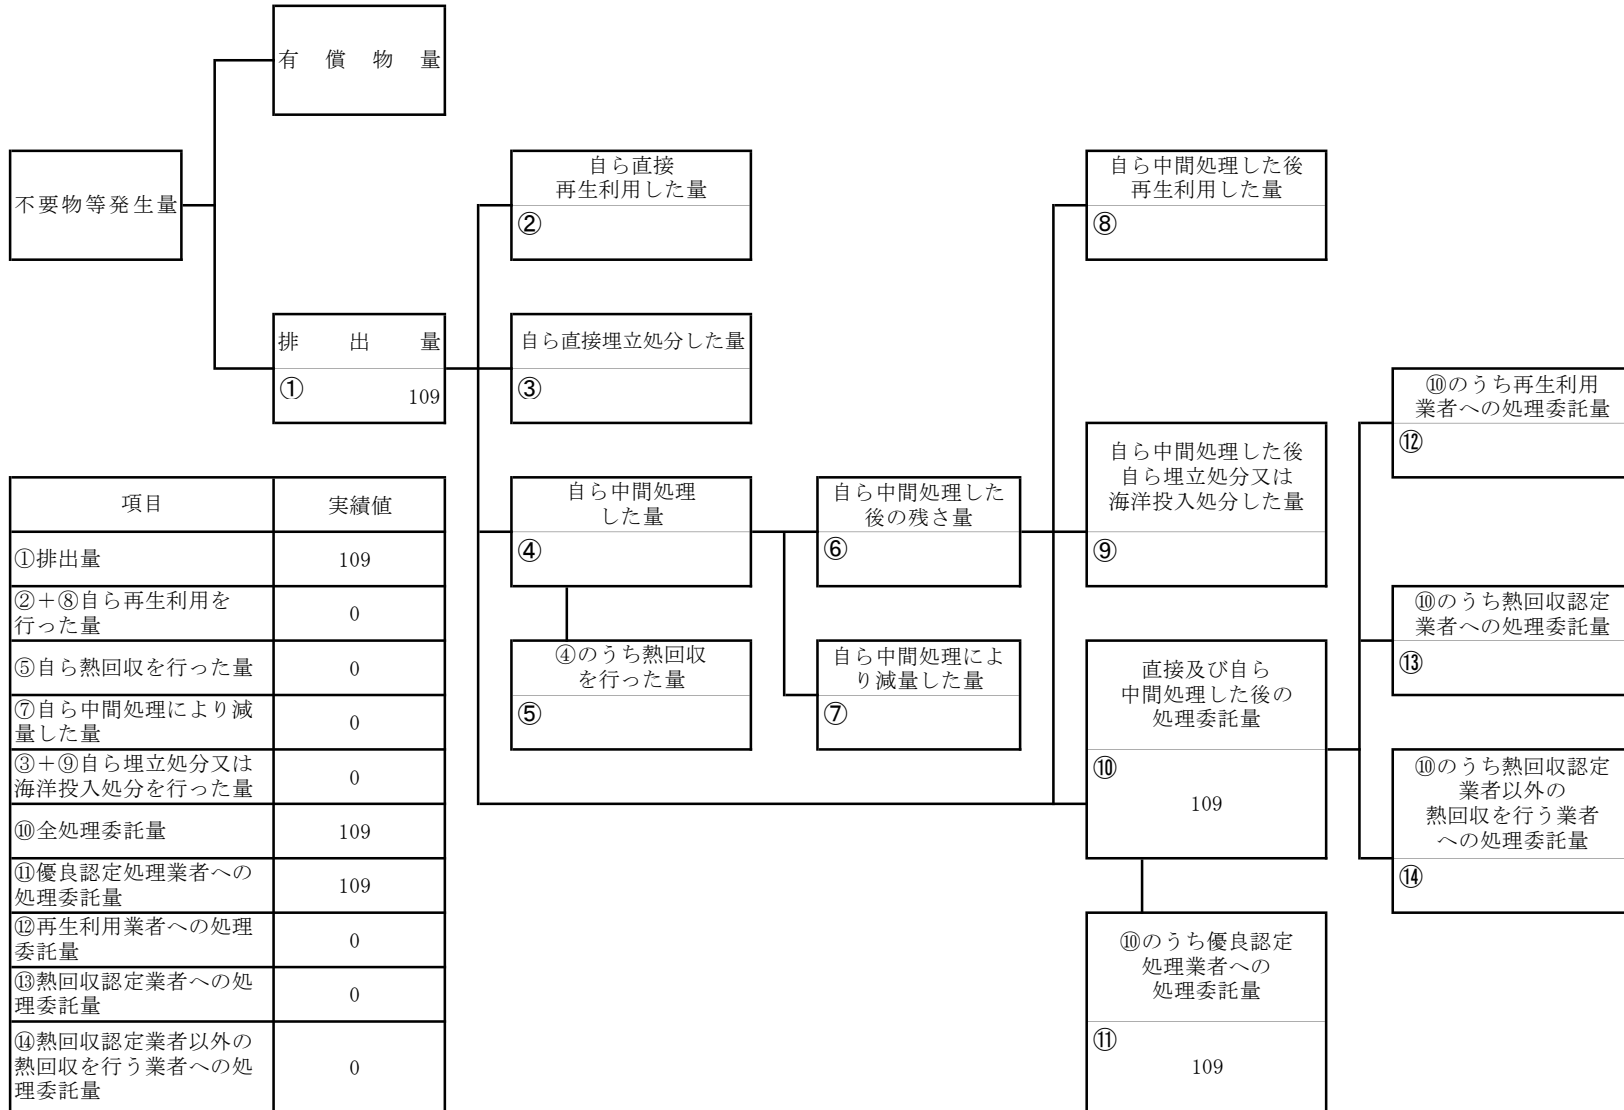 有償物量
不要物等発生量
排出量
①
109
自ら直接
再生利用した量
②
自ら直接埋立処分した量
③
自ら中間処理
した量
④
④のうち熱回収
を行った量
⑤
自ら中間処理した
後の残さ量
⑥
自ら中間処理によ
り減量した量
⑦
自ら中間処理した後
再生利用した量
⑧
自ら中間処理した後
自ら埋立処分又は
海洋投入処分した量
⑨
直接及び自ら
中間処理した後の
処理委託量
⑩
109
⑩のうち優良認定
処理業者への
処理委託量
⑪
109
⑩のうち再生利用
業者への処理委託量
⑫
⑩のうち熱回収認定
業者への処理委託量
⑬
⑩のうち熱回収認定
業者以外の
熱回収を行う業者
への処理委託量
⑭
項目 実績値
①排出量 109
②+⑧自ら再生利用を
行った量 0
⑤自ら熱回収を行った量 0
⑦自ら中間処理により減
量した量 0
③+⑨自ら埋立処分又は
海洋投入処分を行った量 0
⑩全処理委託量 109
⑪優良認定処理業者への
処理委託量 109
⑫再生利用業者への処理
委託量 0
⑬熱回収認定業者への処
理委託量 0
⑭熱回収認定業者以外の
熱回収を行う業者への処
理委託量 0